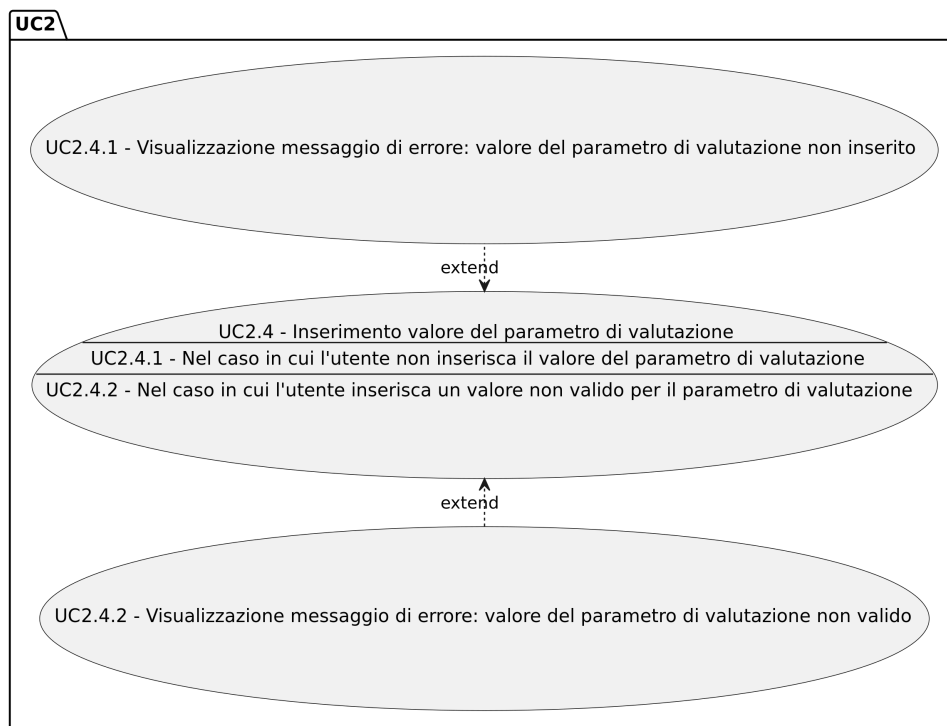 UC2
UC2.4.1 - Visualizzazione messaggio di errore: valore del parametro di valutazione non inserito
extend
UC2.4 - Inserimento valore del parametro di valutazione
UC2.4.1 - Nel caso in cui l'utente non inserisca il valore del parametro di valutazione
UC2.4.2 - Nel caso in cui l'utente inserisca un valore non valido per il parametro di valutazione
extend
UC2.4.2 - Visualizzazione messaggio di errore: valore del parametro di valutazione non valido